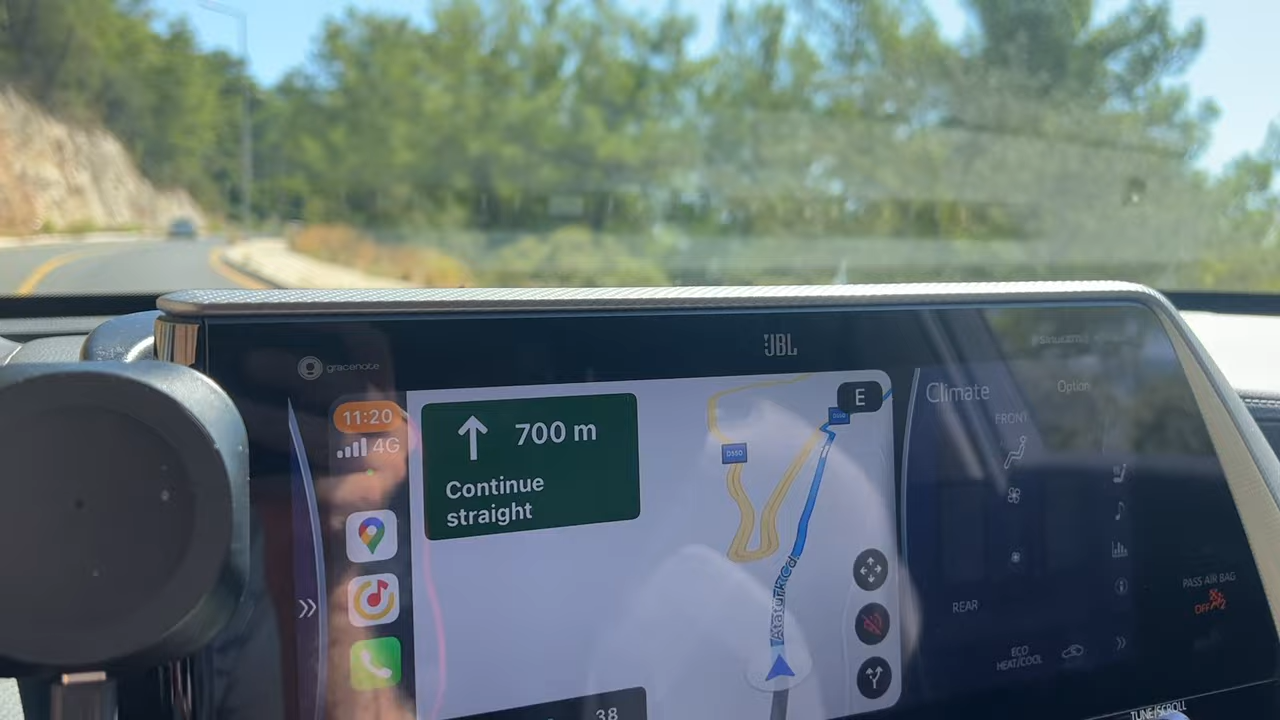 JBL
gracenote
siriusxm
11:20
4G
700 m
Continue
straight
E
D550
Atatürk Cd
38
Climate
Option
FRONT
REAR
ECO
HEAT/COOL
PASS AIR BAG
OFF
TUNE/SCROLL